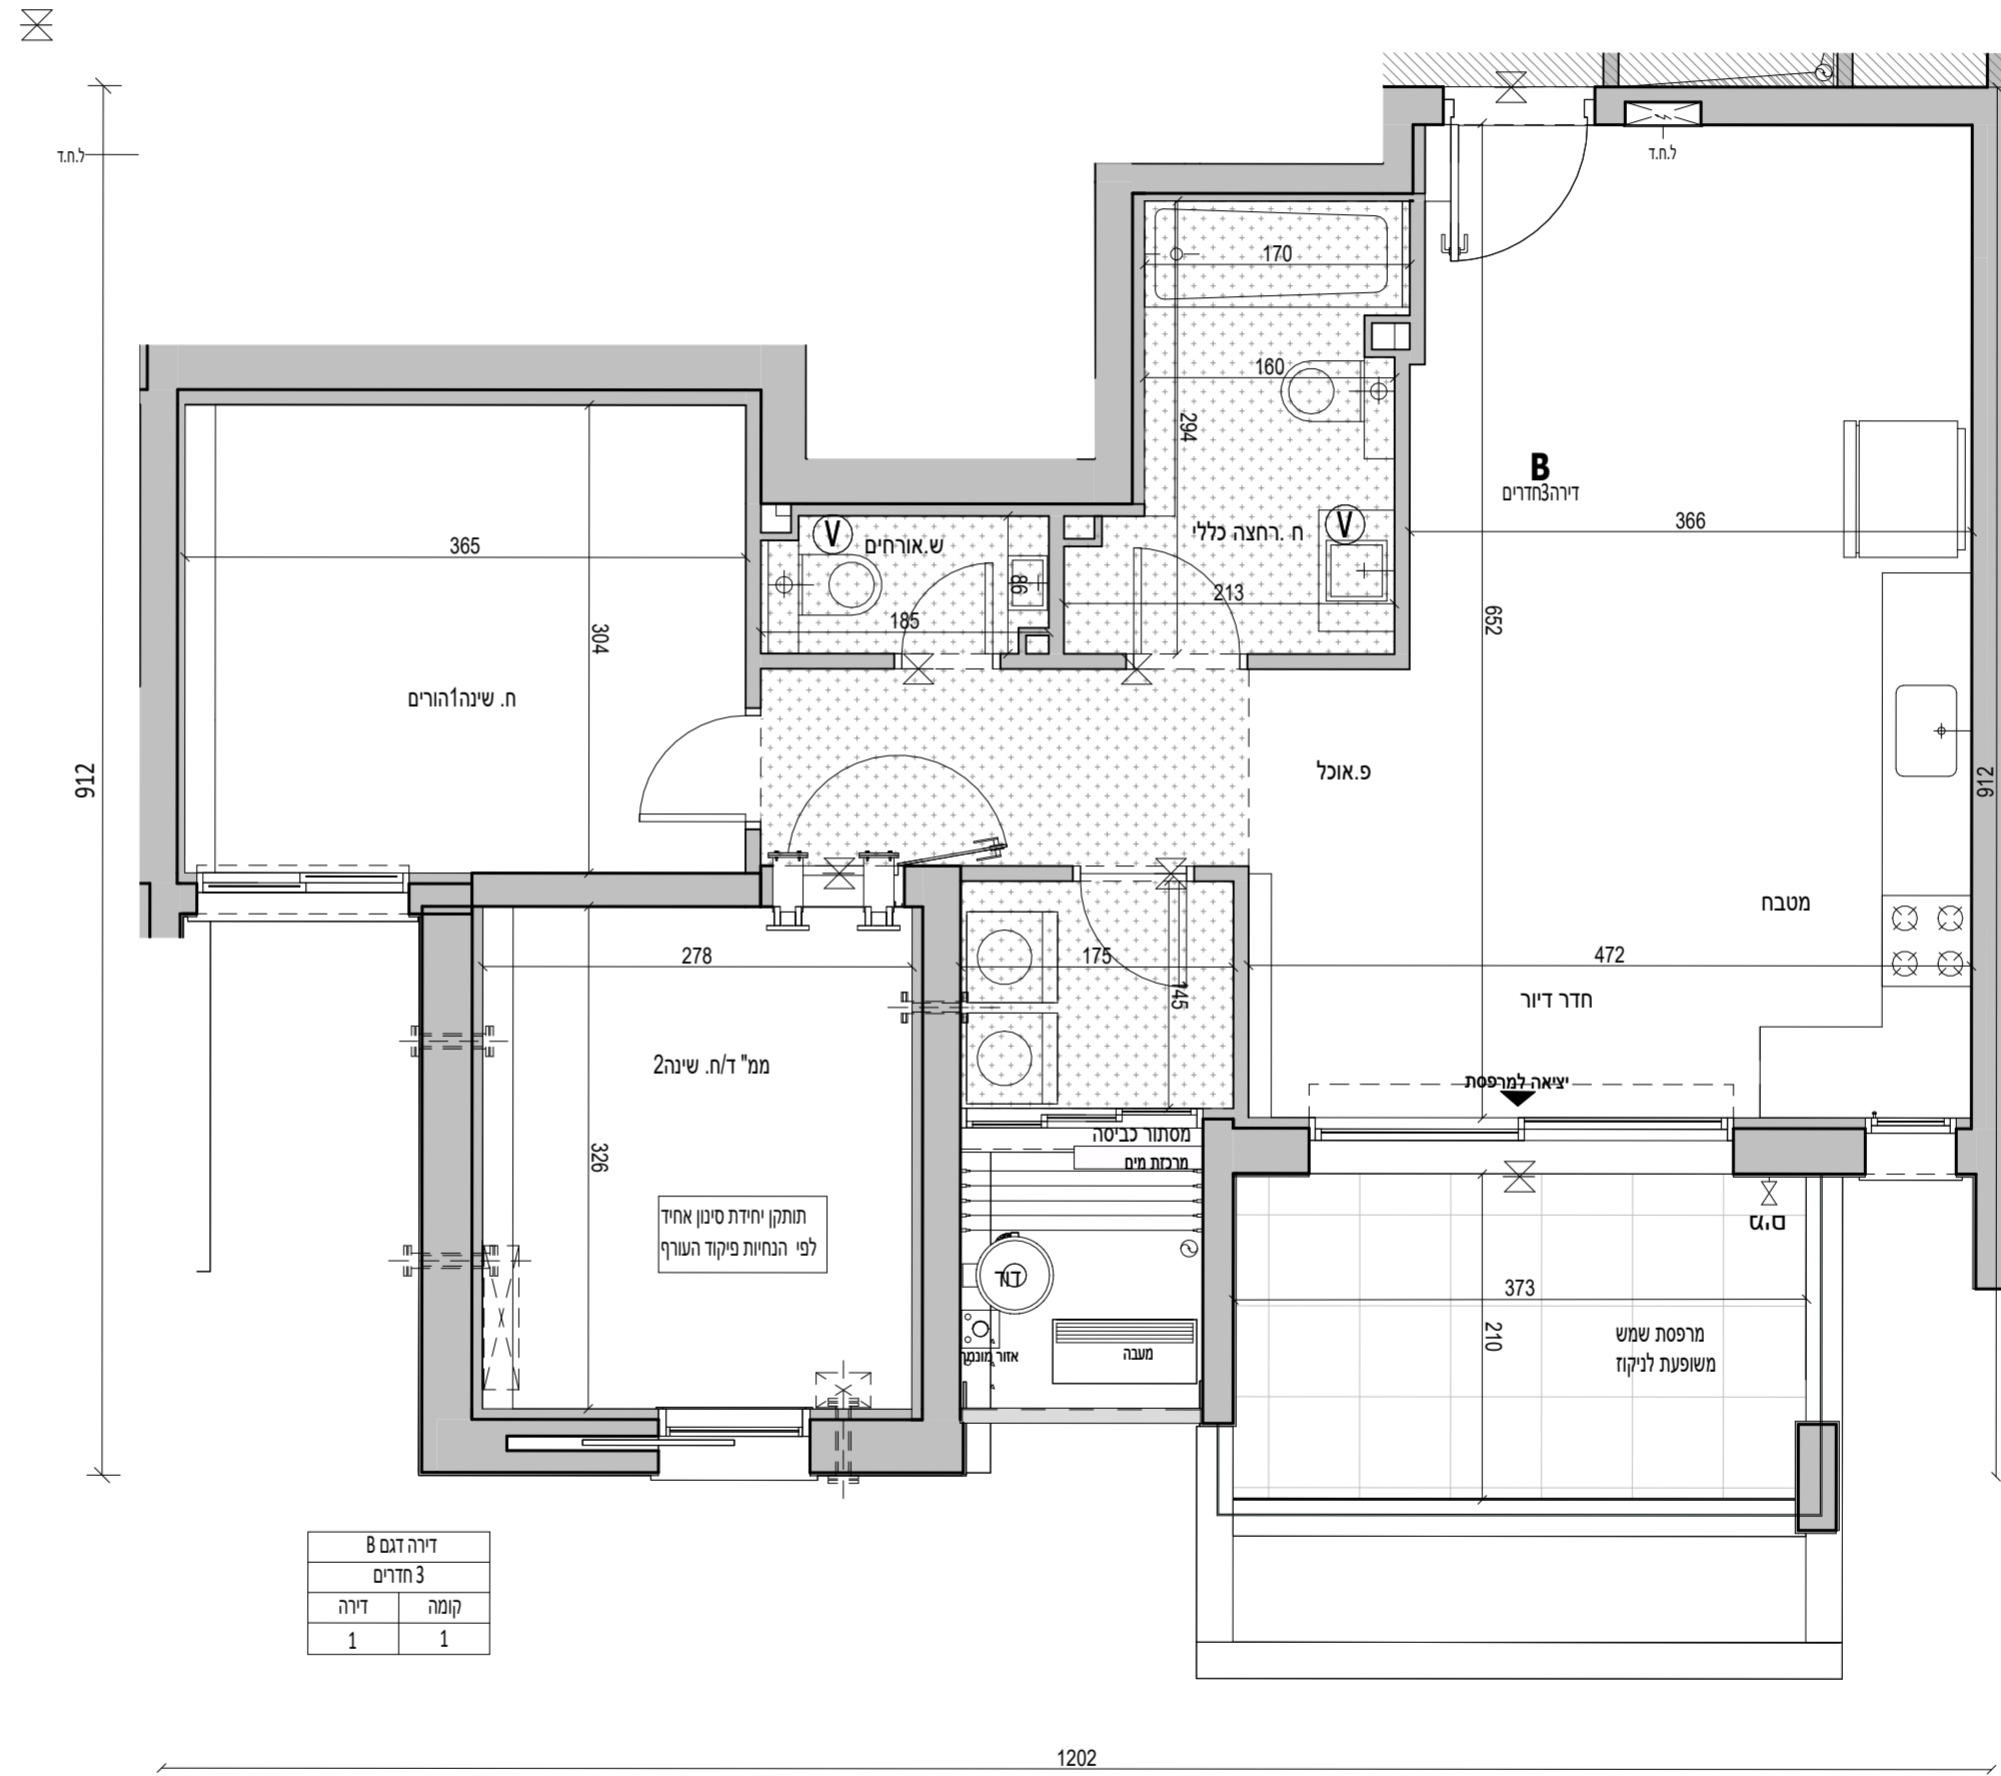 ל.ח.ד
ל.ח.ד
170
160
294
B
דירה3חדרים
366
ח .רחצה כללי
V
213
V
ש.אורחים
86
185
365
304
ח. שינה1הורים
652
912
912
פ.אוכל
מטבח
472
חדר דיור
יציאה למרפסת
278
175
145
ממ" ד/ח. שינה2
326
תותקן יחידת סינון אחיד
לפי הנחיות פיקוד העורף
מסתור כביסה
מרכזת מים
דוד
מעבה
373
210
מרפסת שמש
משופעת לניקוז
דירה דגם B
3 חדרים
קומה דירה
1 1
1202